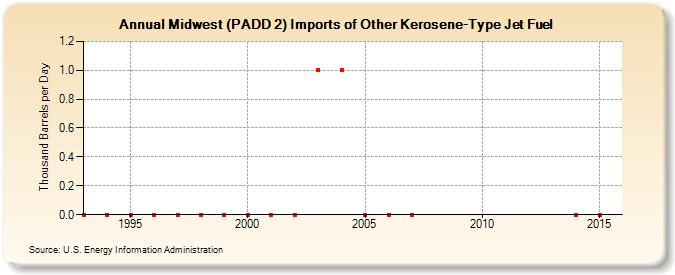 Annual Midwest (PADD 2) Imports of Other Kerosene-Type Jet Fuel
Thousand Barrels per Day
1.2
1.0
0.8
0.6
0.4
0.2
0.0
1995 2000 2005 2010 2015
Source: U.S. Energy Information Administration